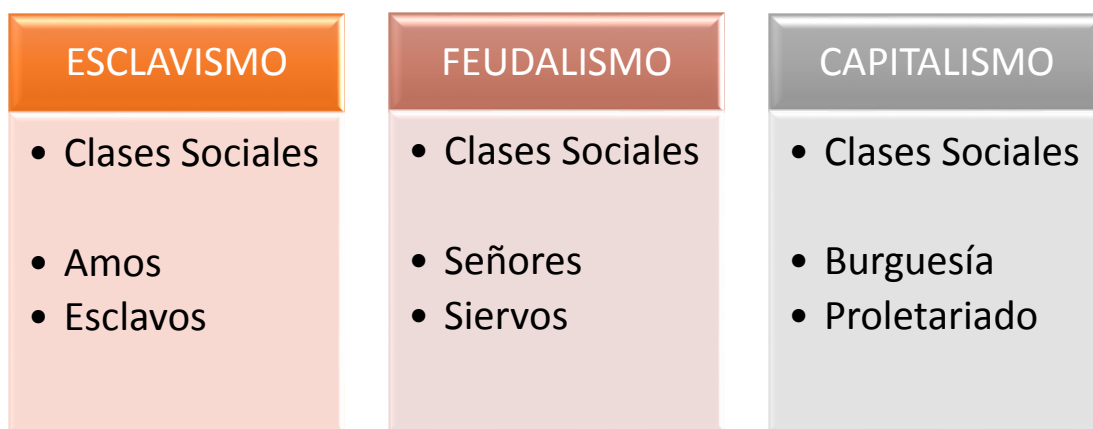 ESCLAVISMO
• Clases Sociales
• Amos
• Esclavos
FEUDALISMO
• Clases Sociales
• Señores
• Siervos
CAPITALISMO
• Clases Sociales
• Burguesía
• Proletariado